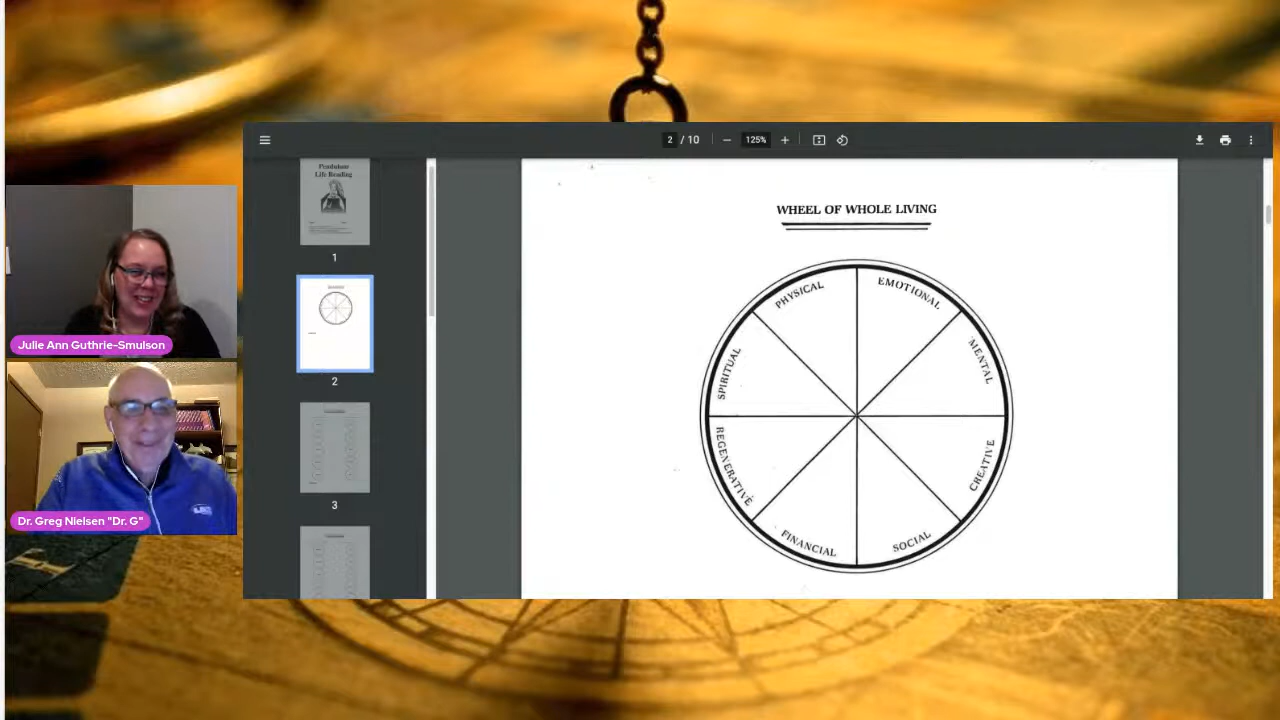 2 / 10
125%
Pendulum
Life Reading
1
2
3
WHEEL OF WHOLE LIVING
PHYSICAL
EMOTIONAL
MENTAL
CREATIVE
SOCIAL
FINANCIAL
REGENERATIVE
SPIRITUAL
Julie Ann Guthrie-Smulson
Dr. Greg Nielsen "Dr. G"